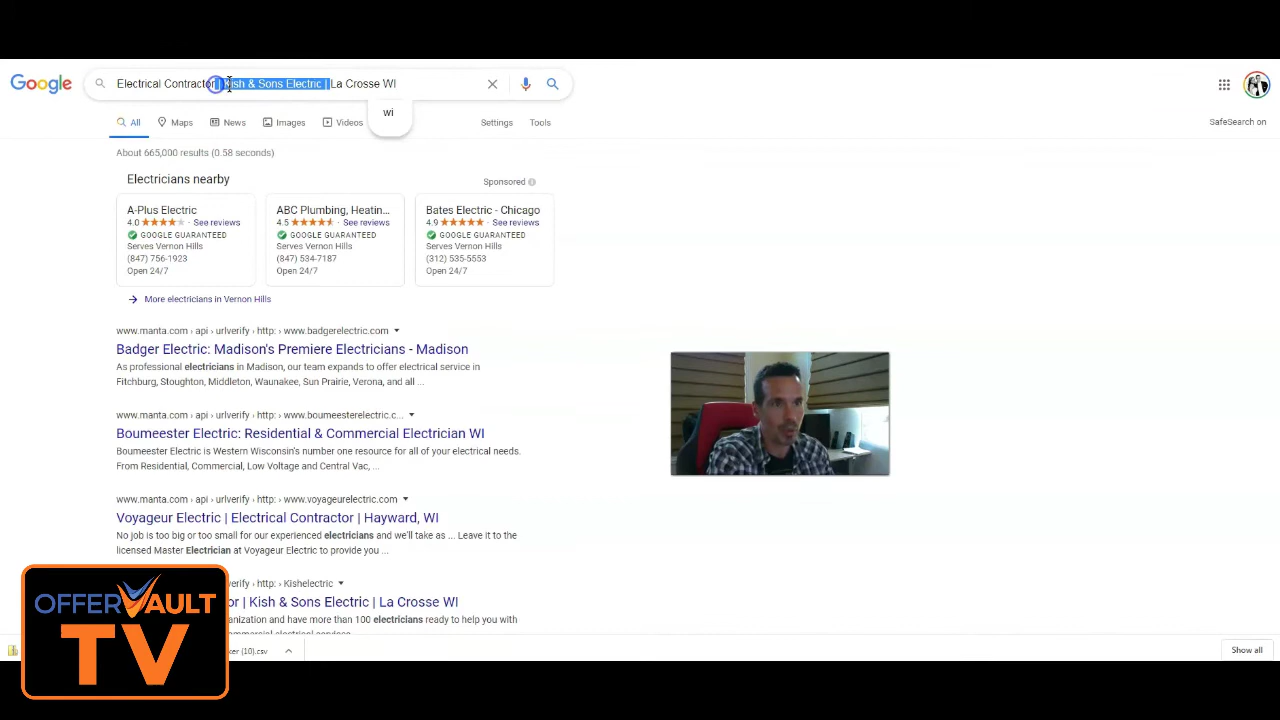 Google
Electrical Contractor | Kish & Sons Electric | La Crosse WI
wi
All
Maps
News
Images
Videos
Settings
Tools
SafeSearch on
About 665,000 results (0.58 seconds)
Electricians nearby
Sponsored
A-Plus Electric
4.0 See reviews
GOOGLE GUARANTEED
Serves Vernon Hills
(847) 756-1923
Open 24/7
ABC Plumbing, Heatin...
4.5 See reviews
GOOGLE GUARANTEED
Serves Vernon Hills
(847) 534-7187
Open 24/7
Bates Electric - Chicago
4.9 See reviews
GOOGLE GUARANTEED
Serves Vernon Hills
(312) 535-5553
Open 24/7
More electricians in Vernon Hills
www.manta.com › api › urlverify › http: › www.badgerelectric.com
Badger Electric: Madison's Premiere Electricians - Madison
As professional electricians in Madison, our team expands to offer electrical service in
Fitchburg, Stoughton, Middleton, Waunakee, Sun Prairie, Verona, and all ...
www.manta.com › api › urlverify › http: › www.boumeesterelectric.c...
Boumeester Electric: Residential & Commercial Electrician WI
Boumeester Electric is Western Wisconsin's number one resource for all of your electrical needs.
From Residential, Commercial, Low Voltage and Central Vac, ...
www.manta.com › api › urlverify › http: › www.voyageurelectric.com
Voyageur Electric | Electrical Contractor | Hayward, WI
No job is too big or too small for our experienced electricians and we'll take as ... Leave it to the
licensed Master Electrician at Voyageur Electric to provide you ...
verify › http: › Kishelectric
or | Kish & Sons Electric | La Crosse WI
anization and have more than 100 electricians ready to help you with
ker (10).csv
Show all
OFFERVAULT
TV